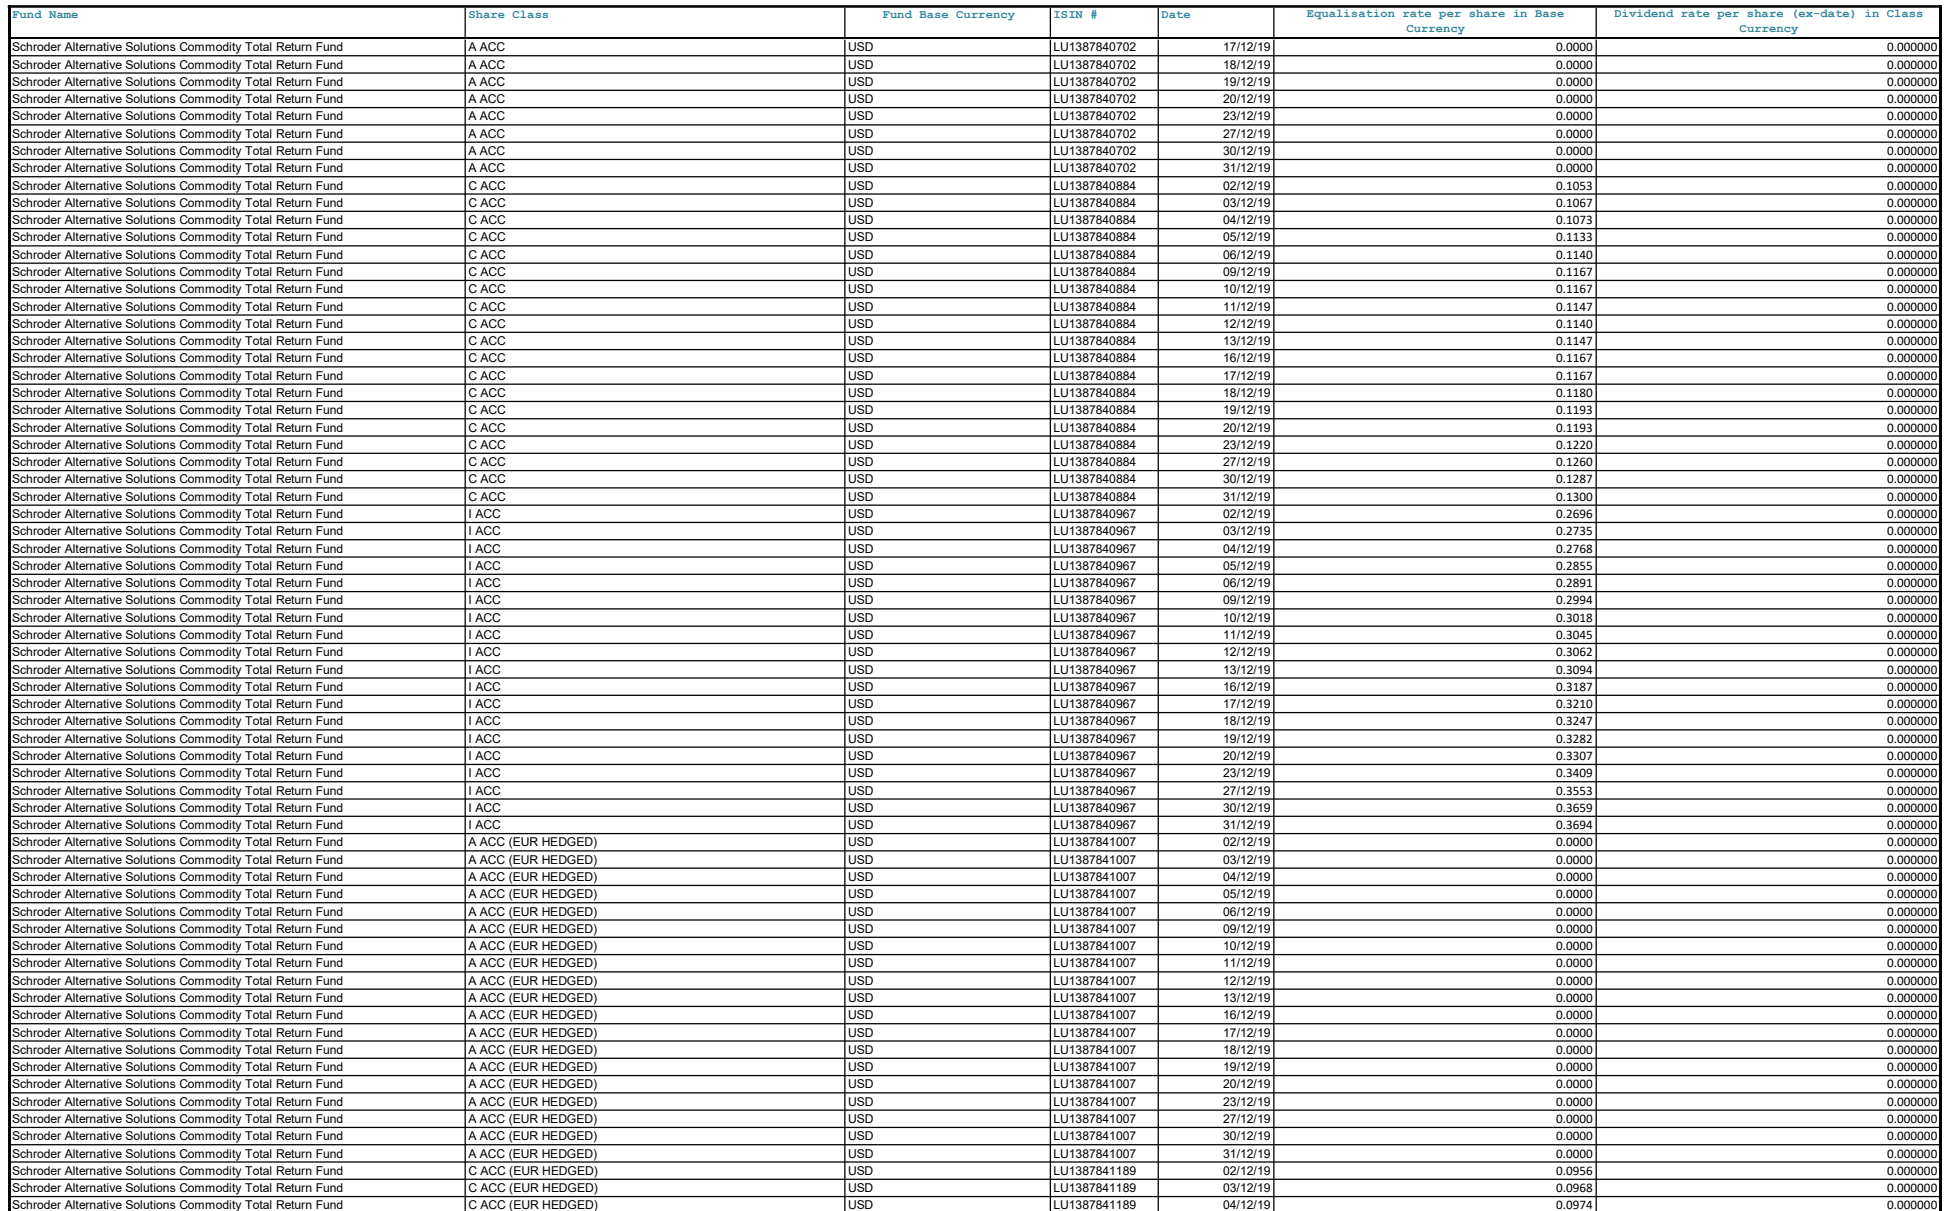 Fund Name Share Class Fund Base Currency ISIN # Date Equalisation rate per share in Base Currency Dividend rate per share (ex-date) in Class Currency
Schroder Alternative Solutions Commodity Total Return Fund A ACC USD LU1387840702 17/12/19 0.0000 0.000000
Schroder Alternative Solutions Commodity Total Return Fund A ACC USD LU1387840702 18/12/19 0.0000 0.000000
Schroder Alternative Solutions Commodity Total Return Fund A ACC USD LU1387840702 19/12/19 0.0000 0.000000
Schroder Alternative Solutions Commodity Total Return Fund A ACC USD LU1387840702 20/12/19 0.0000 0.000000
Schroder Alternative Solutions Commodity Total Return Fund A ACC USD LU1387840702 23/12/19 0.0000 0.000000
Schroder Alternative Solutions Commodity Total Return Fund A ACC USD LU1387840702 27/12/19 0.0000 0.000000
Schroder Alternative Solutions Commodity Total Return Fund A ACC USD LU1387840702 30/12/19 0.0000 0.000000
Schroder Alternative Solutions Commodity Total Return Fund A ACC USD LU1387840702 31/12/19 0.0000 0.000000
Schroder Alternative Solutions Commodity Total Return Fund C ACC USD LU1387840884 02/12/19 0.1053 0.000000
Schroder Alternative Solutions Commodity Total Return Fund C ACC USD LU1387840884 03/12/19 0.1067 0.000000
Schroder Alternative Solutions Commodity Total Return Fund C ACC USD LU1387840884 04/12/19 0.1073 0.000000
Schroder Alternative Solutions Commodity Total Return Fund C ACC USD LU1387840884 05/12/19 0.1133 0.000000
Schroder Alternative Solutions Commodity Total Return Fund C ACC USD LU1387840884 06/12/19 0.1140 0.000000
Schroder Alternative Solutions Commodity Total Return Fund C ACC USD LU1387840884 09/12/19 0.1167 0.000000
Schroder Alternative Solutions Commodity Total Return Fund C ACC USD LU1387840884 10/12/19 0.1167 0.000000
Schroder Alternative Solutions Commodity Total Return Fund C ACC USD LU1387840884 11/12/19 0.1147 0.000000
Schroder Alternative Solutions Commodity Total Return Fund C ACC USD LU1387840884 12/12/19 0.1140 0.000000
Schroder Alternative Solutions Commodity Total Return Fund C ACC USD LU1387840884 13/12/19 0.1147 0.000000
Schroder Alternative Solutions Commodity Total Return Fund C ACC USD LU1387840884 16/12/19 0.1167 0.000000
Schroder Alternative Solutions Commodity Total Return Fund C ACC USD LU1387840884 17/12/19 0.1167 0.000000
Schroder Alternative Solutions Commodity Total Return Fund C ACC USD LU1387840884 18/12/19 0.1180 0.000000
Schroder Alternative Solutions Commodity Total Return Fund C ACC USD LU1387840884 19/12/19 0.1193 0.000000
Schroder Alternative Solutions Commodity Total Return Fund C ACC USD LU1387840884 20/12/19 0.1193 0.000000
Schroder Alternative Solutions Commodity Total Return Fund C ACC USD LU1387840884 23/12/19 0.1220 0.000000
Schroder Alternative Solutions Commodity Total Return Fund C ACC USD LU1387840884 27/12/19 0.1260 0.000000
Schroder Alternative Solutions Commodity Total Return Fund C ACC USD LU1387840884 30/12/19 0.1287 0.000000
Schroder Alternative Solutions Commodity Total Return Fund C ACC USD LU1387840884 31/12/19 0.1300 0.000000
Schroder Alternative Solutions Commodity Total Return Fund I ACC USD LU1387840967 02/12/19 0.2696 0.000000
Schroder Alternative Solutions Commodity Total Return Fund I ACC USD LU1387840967 03/12/19 0.2735 0.000000
Schroder Alternative Solutions Commodity Total Return Fund I ACC USD LU1387840967 04/12/19 0.2768 0.000000
Schroder Alternative Solutions Commodity Total Return Fund I ACC USD LU1387840967 05/12/19 0.2855 0.000000
Schroder Alternative Solutions Commodity Total Return Fund I ACC USD LU1387840967 06/12/19 0.2891 0.000000
Schroder Alternative Solutions Commodity Total Return Fund I ACC USD LU1387840967 09/12/19 0.2994 0.000000
Schroder Alternative Solutions Commodity Total Return Fund I ACC USD LU1387840967 10/12/19 0.3018 0.000000
Schroder Alternative Solutions Commodity Total Return Fund I ACC USD LU1387840967 11/12/19 0.3045 0.000000
Schroder Alternative Solutions Commodity Total Return Fund I ACC USD LU1387840967 12/12/19 0.3062 0.000000
Schroder Alternative Solutions Commodity Total Return Fund I ACC USD LU1387840967 13/12/19 0.3094 0.000000
Schroder Alternative Solutions Commodity Total Return Fund I ACC USD LU1387840967 16/12/19 0.3187 0.000000
Schroder Alternative Solutions Commodity Total Return Fund I ACC USD LU1387840967 17/12/19 0.3210 0.000000
Schroder Alternative Solutions Commodity Total Return Fund I ACC USD LU1387840967 18/12/19 0.3247 0.000000
Schroder Alternative Solutions Commodity Total Return Fund I ACC USD LU1387840967 19/12/19 0.3282 0.000000
Schroder Alternative Solutions Commodity Total Return Fund I ACC USD LU1387840967 20/12/19 0.3307 0.000000
Schroder Alternative Solutions Commodity Total Return Fund I ACC USD LU1387840967 23/12/19 0.3409 0.000000
Schroder Alternative Solutions Commodity Total Return Fund I ACC USD LU1387840967 27/12/19 0.3553 0.000000
Schroder Alternative Solutions Commodity Total Return Fund I ACC USD LU1387840967 30/12/19 0.3659 0.000000
Schroder Alternative Solutions Commodity Total Return Fund I ACC USD LU1387840967 31/12/19 0.3694 0.000000
Schroder Alternative Solutions Commodity Total Return Fund A ACC (EUR HEDGED) USD LU1387841007 02/12/19 0.0000 0.000000
Schroder Alternative Solutions Commodity Total Return Fund A ACC (EUR HEDGED) USD LU1387841007 03/12/19 0.0000 0.000000
Schroder Alternative Solutions Commodity Total Return Fund A ACC (EUR HEDGED) USD LU1387841007 04/12/19 0.0000 0.000000
Schroder Alternative Solutions Commodity Total Return Fund A ACC (EUR HEDGED) USD LU1387841007 05/12/19 0.0000 0.000000
Schroder Alternative Solutions Commodity Total Return Fund A ACC (EUR HEDGED) USD LU1387841007 06/12/19 0.0000 0.000000
Schroder Alternative Solutions Commodity Total Return Fund A ACC (EUR HEDGED) USD LU1387841007 09/12/19 0.0000 0.000000
Schroder Alternative Solutions Commodity Total Return Fund A ACC (EUR HEDGED) USD LU1387841007 10/12/19 0.0000 0.000000
Schroder Alternative Solutions Commodity Total Return Fund A ACC (EUR HEDGED) USD LU1387841007 11/12/19 0.0000 0.000000
Schroder Alternative Solutions Commodity Total Return Fund A ACC (EUR HEDGED) USD LU1387841007 12/12/19 0.0000 0.000000
Schroder Alternative Solutions Commodity Total Return Fund A ACC (EUR HEDGED) USD LU1387841007 13/12/19 0.0000 0.000000
Schroder Alternative Solutions Commodity Total Return Fund A ACC (EUR HEDGED) USD LU1387841007 16/12/19 0.0000 0.000000
Schroder Alternative Solutions Commodity Total Return Fund A ACC (EUR HEDGED) USD LU1387841007 17/12/19 0.0000 0.000000
Schroder Alternative Solutions Commodity Total Return Fund A ACC (EUR HEDGED) USD LU1387841007 18/12/19 0.0000 0.000000
Schroder Alternative Solutions Commodity Total Return Fund A ACC (EUR HEDGED) USD LU1387841007 19/12/19 0.0000 0.000000
Schroder Alternative Solutions Commodity Total Return Fund A ACC (EUR HEDGED) USD LU1387841007 20/12/19 0.0000 0.000000
Schroder Alternative Solutions Commodity Total Return Fund A ACC (EUR HEDGED) USD LU1387841007 23/12/19 0.0000 0.000000
Schroder Alternative Solutions Commodity Total Return Fund A ACC (EUR HEDGED) USD LU1387841007 27/12/19 0.0000 0.000000
Schroder Alternative Solutions Commodity Total Return Fund A ACC (EUR HEDGED) USD LU1387841007 30/12/19 0.0000 0.000000
Schroder Alternative Solutions Commodity Total Return Fund A ACC (EUR HEDGED) USD LU1387841007 31/12/19 0.0000 0.000000
Schroder Alternative Solutions Commodity Total Return Fund C ACC (EUR HEDGED) USD LU1387841189 02/12/19 0.0956 0.000000
Schroder Alternative Solutions Commodity Total Return Fund C ACC (EUR HEDGED) USD LU1387841189 03/12/19 0.0968 0.000000
Schroder Alternative Solutions Commodity Total Return Fund C ACC (EUR HEDGED) USD LU1387841189 04/12/19 0.0974 0.000000